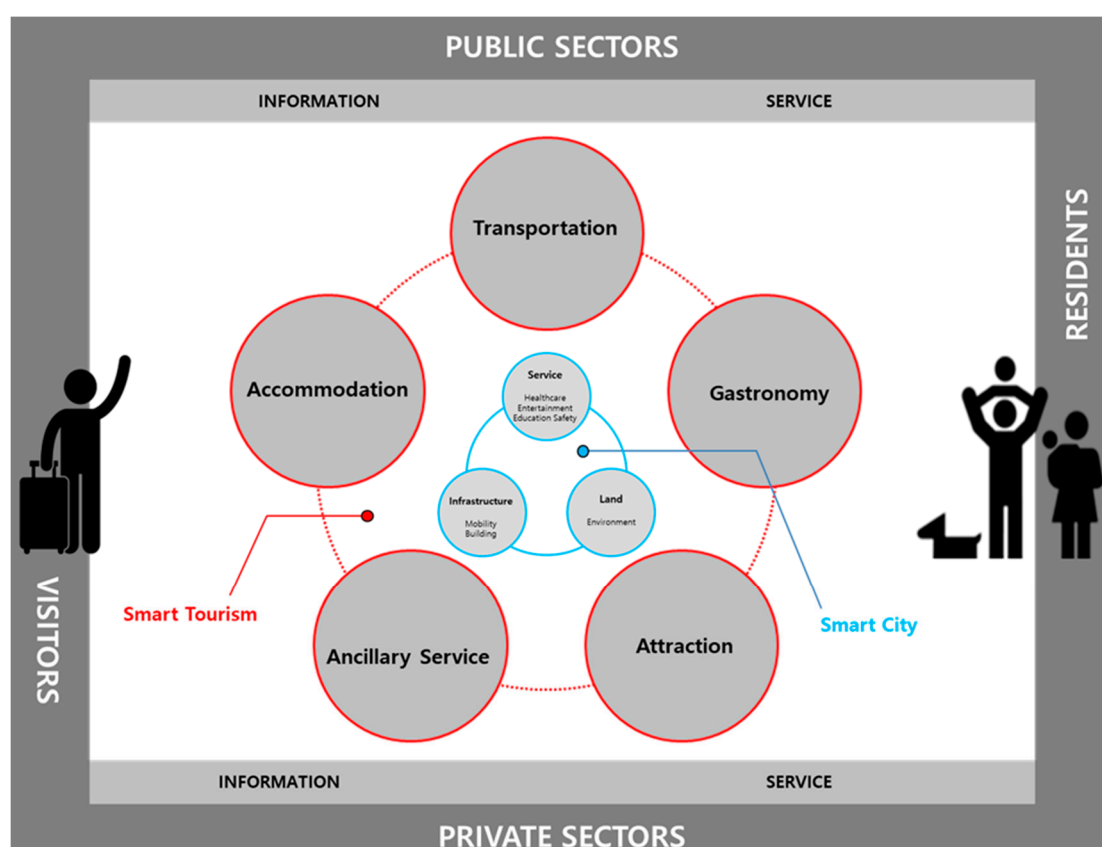 PUBLIC SECTORS
INFORMATION
SERVICE
Transportation
RESIDENTS
Accommodation
Gastronomy
Service
Healthcare
Entertainment
Education Safety
Infrastructure
Mobility
Building
Land
Environment
VISITORS
Smart Tourism
Smart City
Ancillary Service
Attraction
INFORMATION
SERVICE
PRIVATE SECTORS